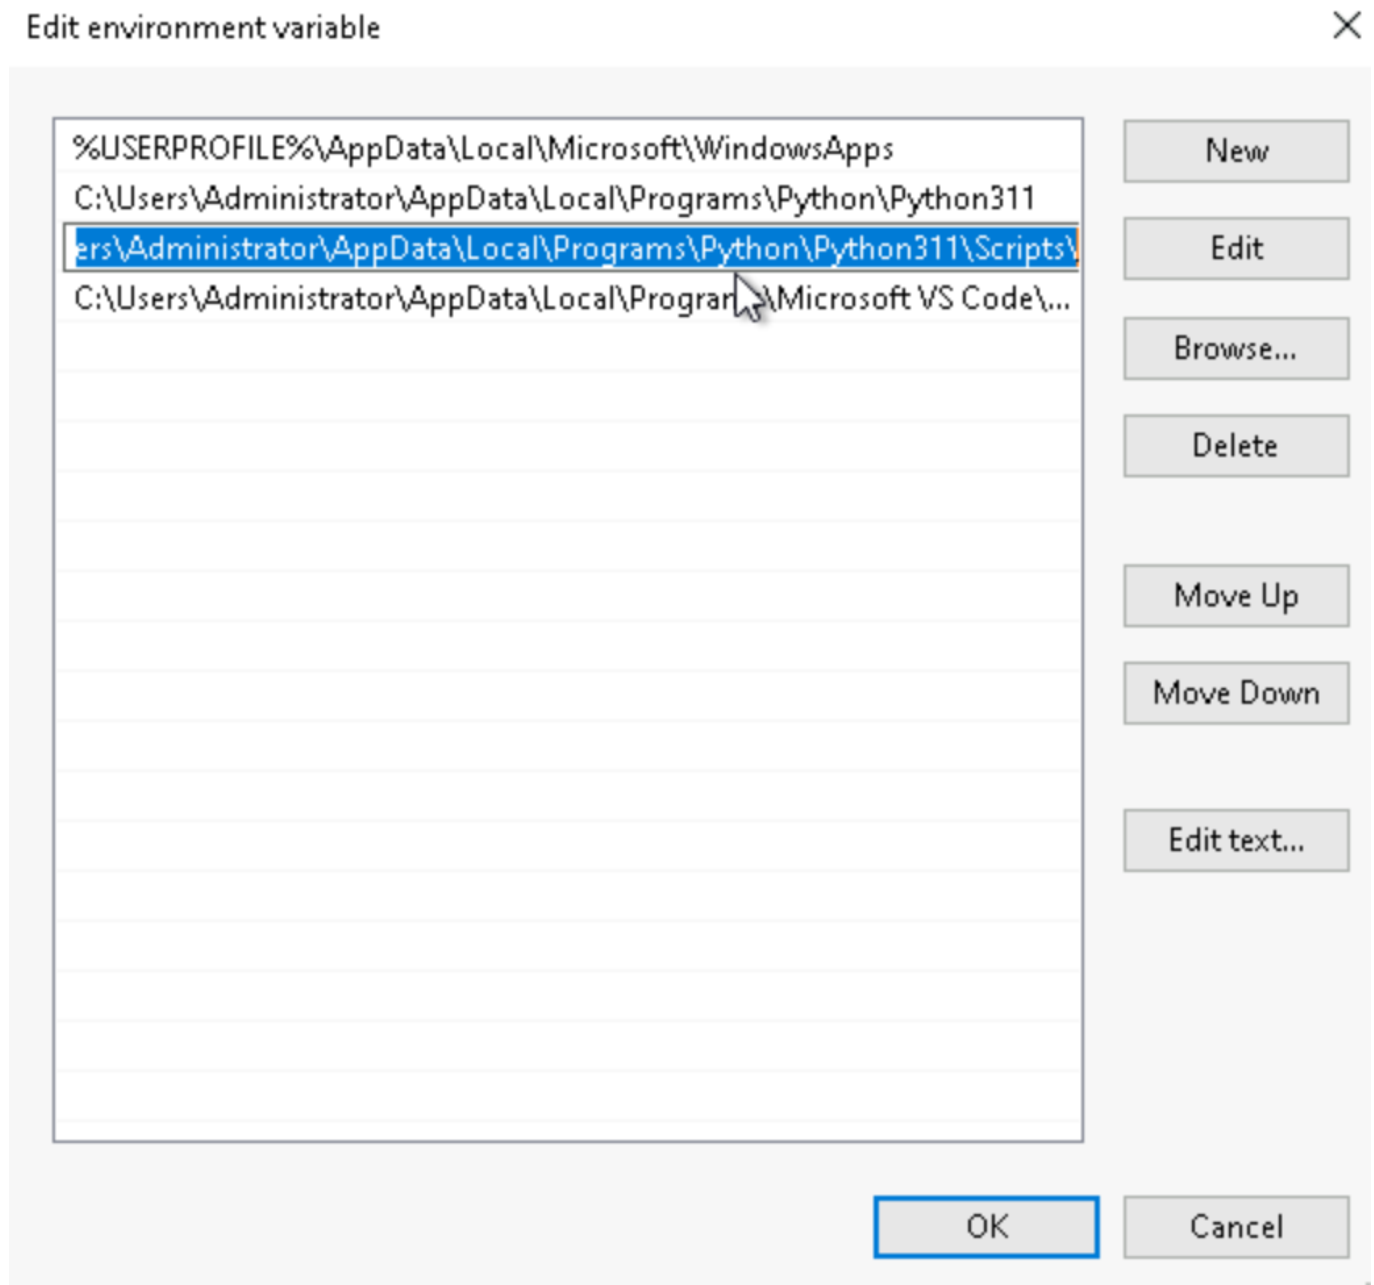 Edit environment variable
%USERPROFILE%\AppData\Local\Microsoft\WindowsApps
C:\Users\Administrator\AppData\Local\Programs\Python\Python311
ers\Administrator\AppData\Local\Programs\Python\Python311\Scripts\
C:\Users\Administrator\AppData\Local\Program \Microsoft VS Code\...
New
Edit
Browse...
Delete
Move Up
Move Down
Edit text...
OK
Cancel